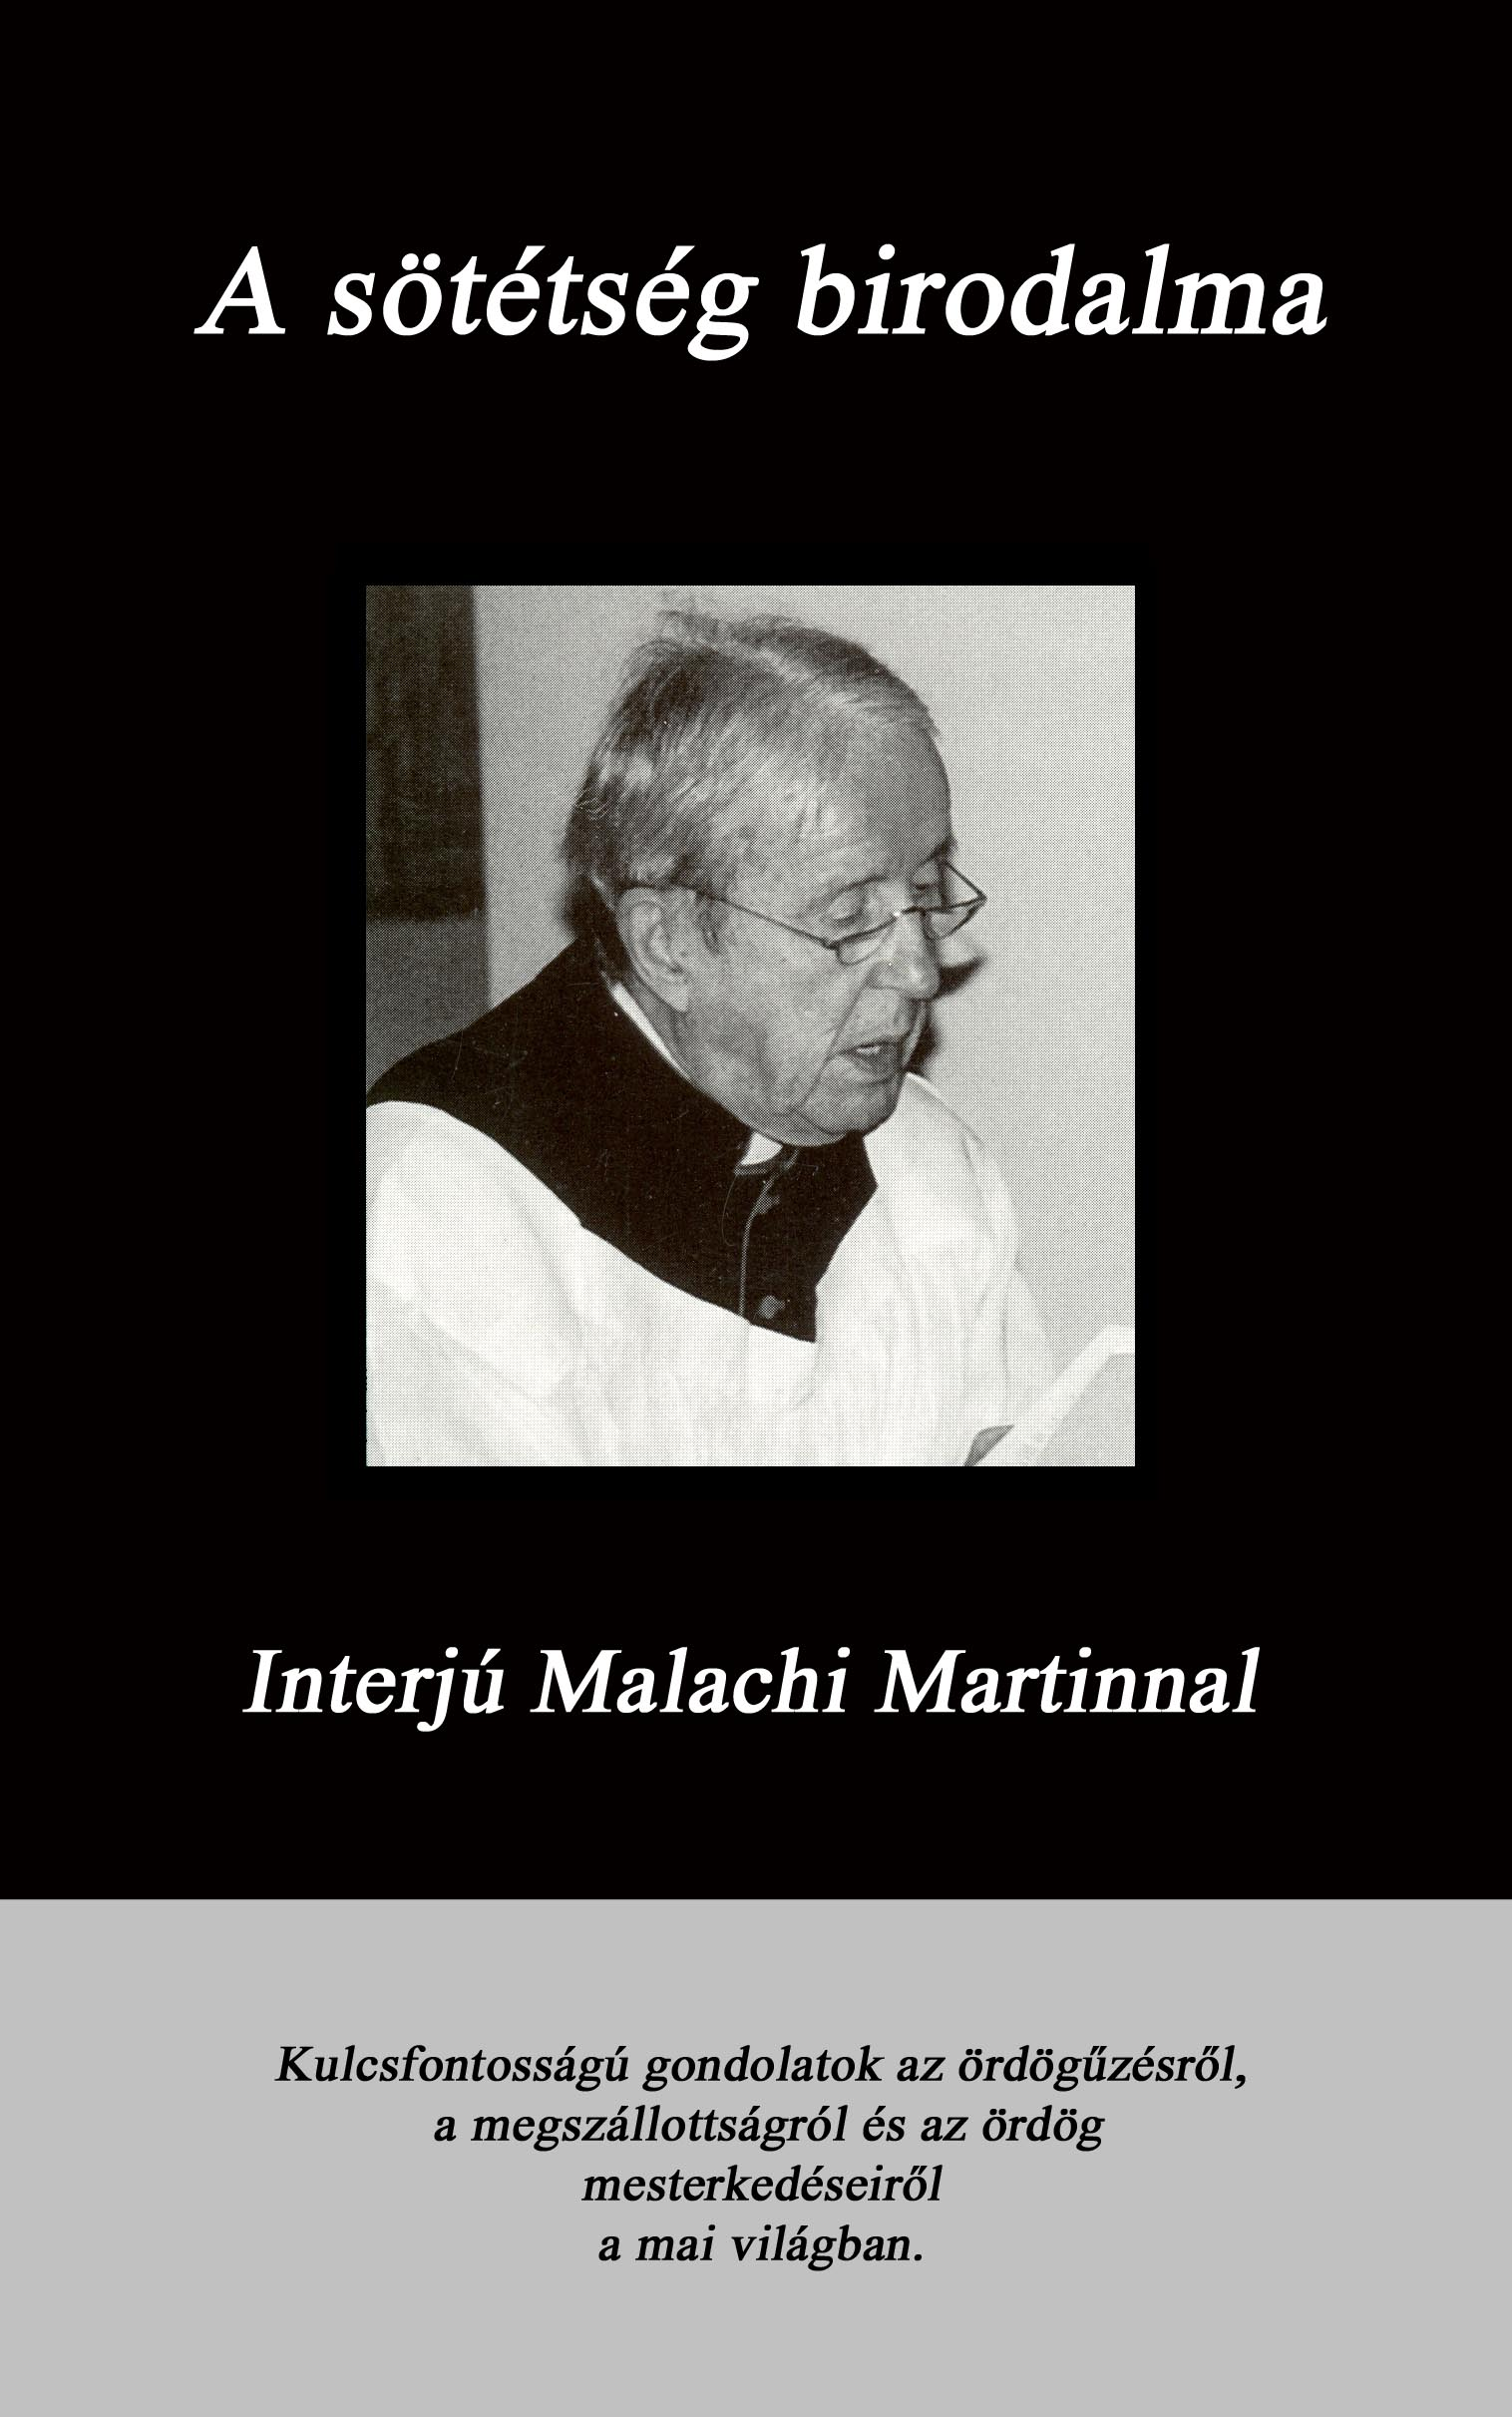 A sötétség birodalma
Interjú Malachi Martinnal
Kulcsfontosságú gondolatok az ördögűzésről,
a megszállottságról és az ördög
mesterkedéseiről
a mai világban.